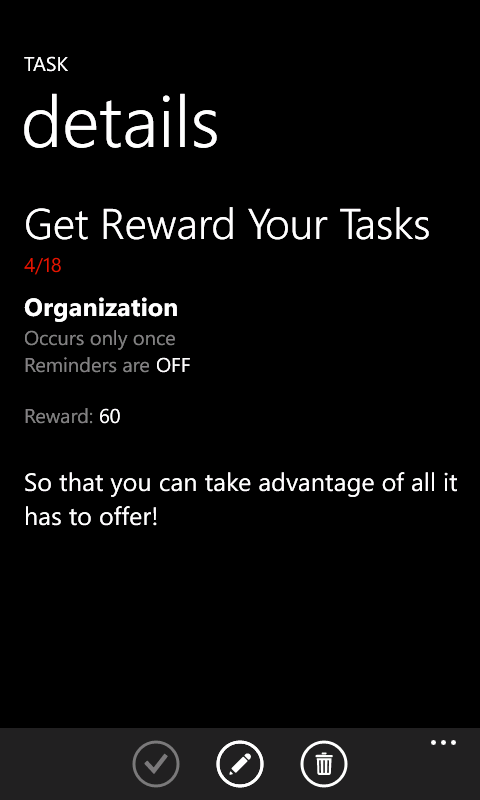 TASK
details
Get Reward Your Tasks
4/18
Organization
Occurs only once
Reminders are OFF
Reward: 60
So that you can take advantage of all it
has to offer!